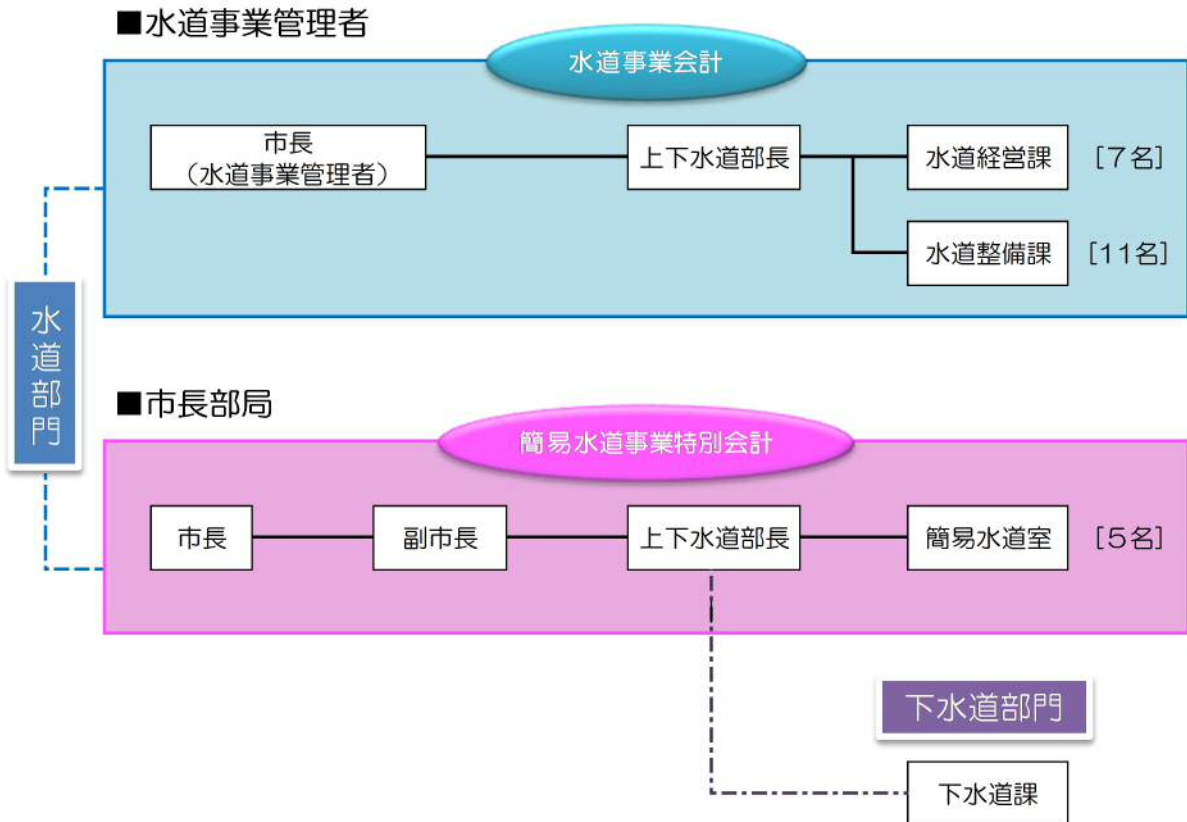 ■水道事業管理者
水道事業会計
市長
（水道事業管理者）
上下水道部長
水道経営課
［７名］
水道整備課
［１１名］
水道部門
■市長部局
簡易水道事業特別会計
市長
副市長
上下水道部長
簡易水道室
［５名］
下水道部門
下水道課